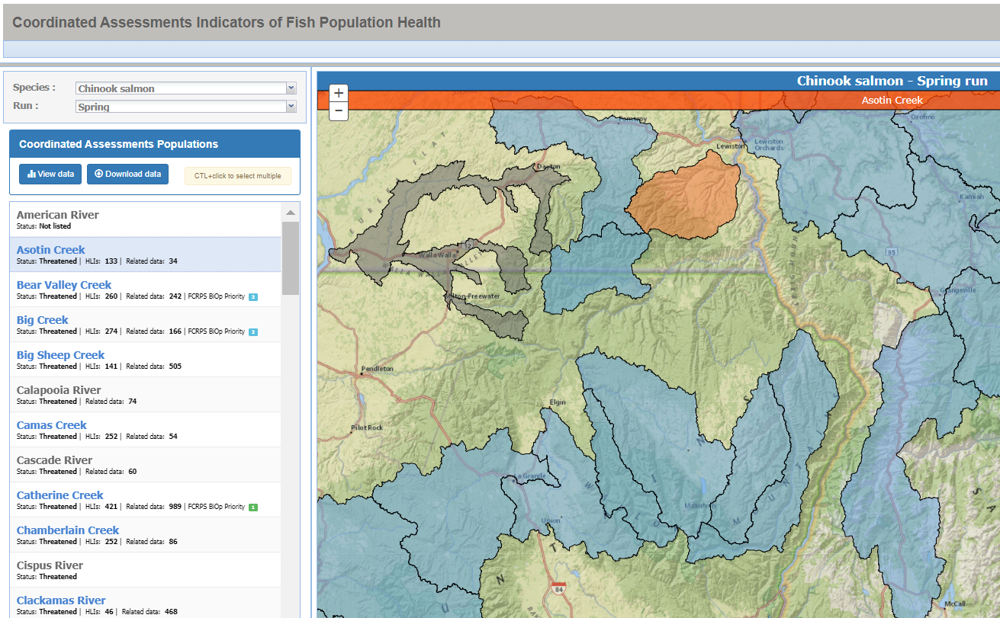 Coordinated Assessments Indicators of Fish Population Health
Species :
Chinook salmon
Run :
Spring
Coordinated Assessments Populations
View data
Download data
CTL+click to select multiple
American River
Status: Not listed
Asotin Creek
Status: Threatened | HLIs: 133 | Related data: 34
Bear Valley Creek
Status: Threatened | HLIs: 260 | Related data: 242 | FCRPS BiOp Priority 3
Big Creek
Status: Threatened | HLIs: 274 | Related data: 166 | FCRPS BiOp Priority 3
Big Sheep Creek
Status: Threatened | HLIs: 141 | Related data: 505
Calapooia River
Status: Threatened | Related data: 74
Camas Creek
Status: Threatened | HLIs: 252 | Related data: 54
Cascade River
Status: Threatened | Related data: 60
Catherine Creek
Status: Threatened | HLIs: 421 | Related data: 989 | FCRPS BiOp Priority 1
Chamberlain Creek
Status: Threatened | HLIs: 252 | Related data: 86
Cispus River
Status: Threatened
Clackamas River
Status: Threatened | HLIs: 46 | Related data: 468
Chinook salmon - Spring run
Asotin Creek
+
−
Pomeroy
Orofino
Lewiston
Lewiston
Orchards
Dayton
EUREKA FLAT
Kamiah
12
Walla Walla
WALLA WALLA VALLEY
95
Grangeville
Milton-Freewater
Pendleton
Elgin
Pilot Rock
La Grande
Matterhorn
Union
84
McCall